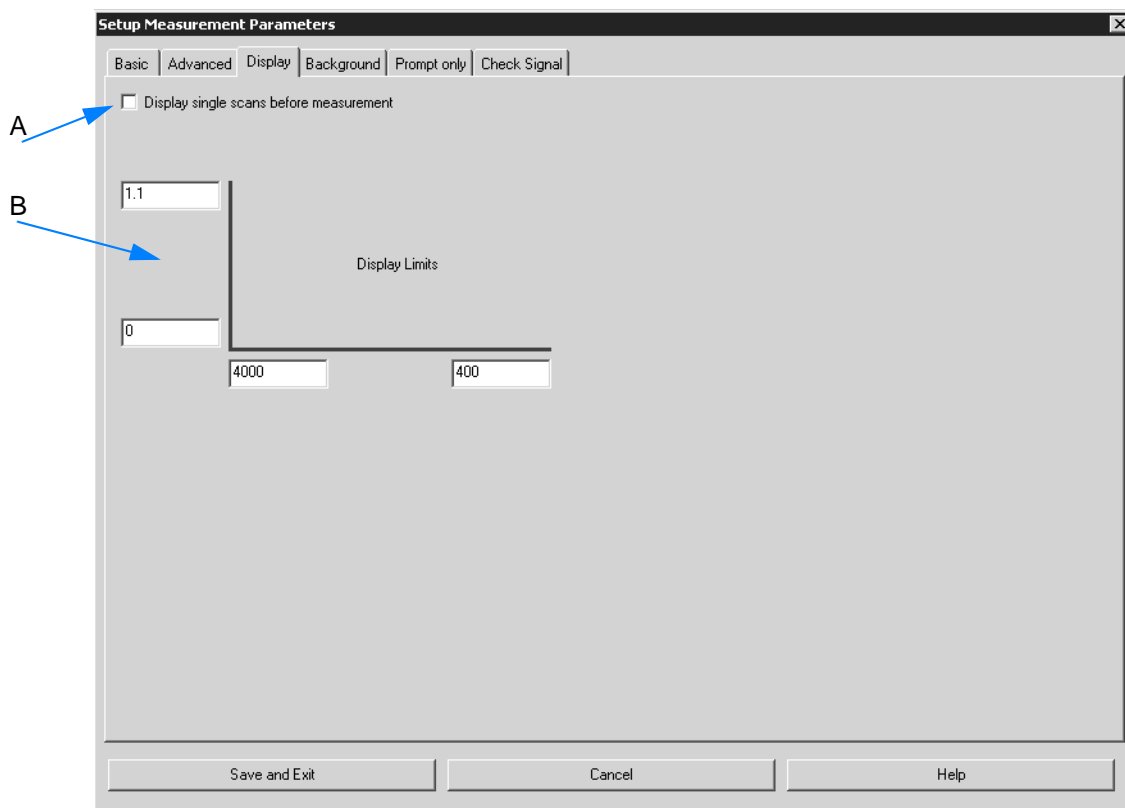 Setup Measurement Parameters
Basic Advanced Display Background Prompt only Check Signal
A
Display single scans before measurement
B
1.1
Display Limits
0
4000 400
Save and Exit Cancel Help